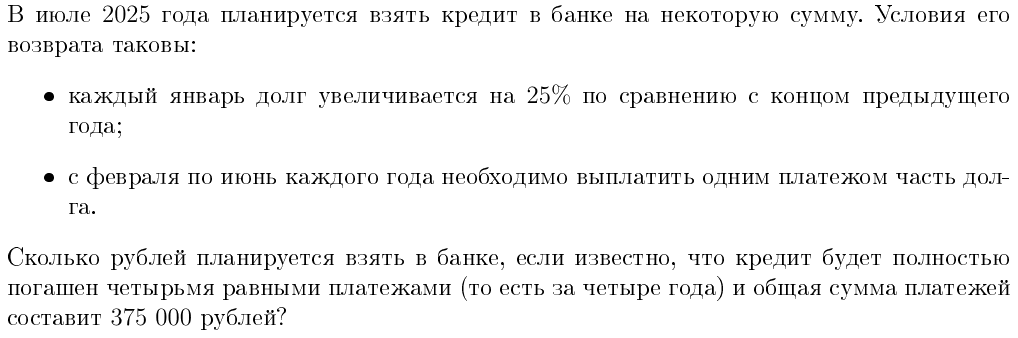 В июле 2025 года планируется взять кредит в банке на некоторую сумму. Условия его
возврата таковы:
• каждый январь долг увеличивается на 25% по сравнению с концом предыдущего
года;
• с февраля по июнь каждого года необходимо выплатить одним платежом часть дол-
га.
Сколько рублей планируется взять в банке, если известно, что кредит будет полностью
погашен четырьмя равными платежами (то есть за четыре года) и общая сумма платежей
составит 375 000 рублей?